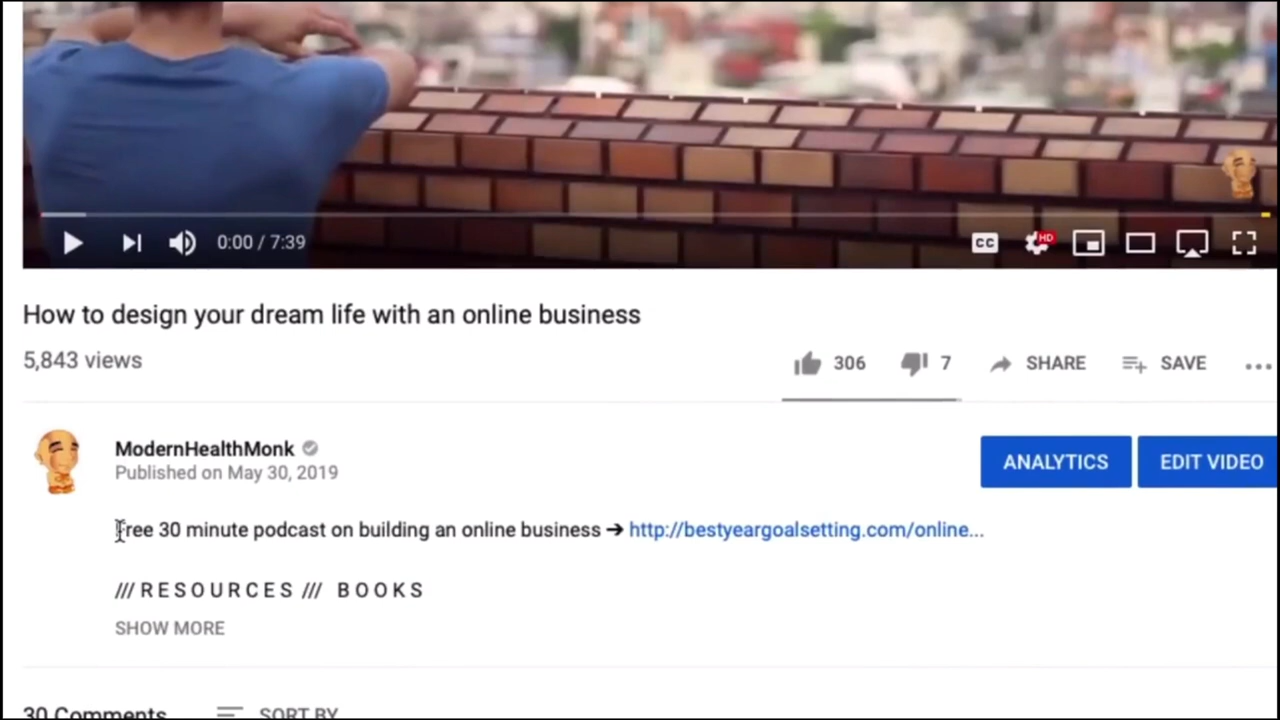 0:00 / 7:39
CC
HD
How to design your dream life with an online business
5,843 views
306
7
SHARE
SAVE
ModernHealthMonk
Published on May 30, 2019
ANALYTICS
EDIT VIDEO
Free 30 minute podcast on building an online business ➔ http://bestyeargoalsetting.com/online...
/// R E S O U R C E S /// B O O K S
SHOW MORE
30 Comments
SORT BY